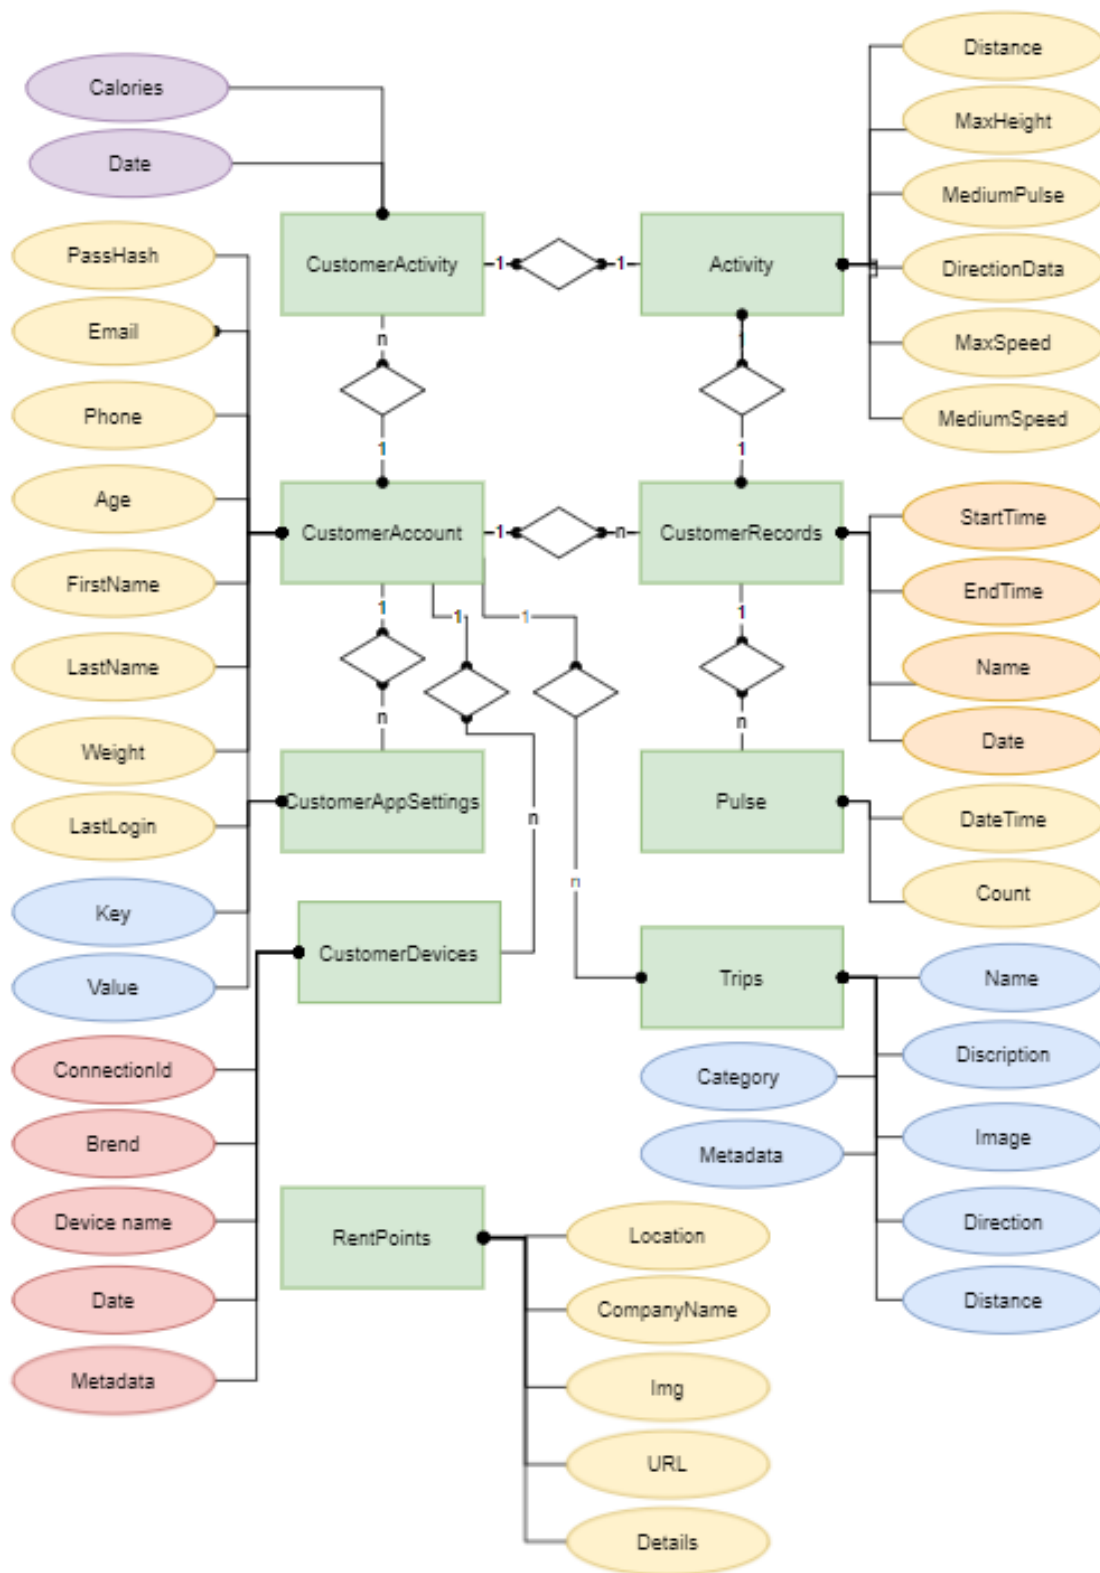 Distance
Calories
MaxHeight
Date
MediumPulse
PassHash
CustomerActivity
1
1
Activity
DirectionData
Email
n
1
MaxSpeed
Phone
MediumSpeed
1
1
Age
StartTime
FirstName
CustomerAccount
1
n
CustomerRecords
EndTime
1
1
1
1
LastName
Name
n
n
Weight
Date
LastLogin
CustomerAppSettings
n
Pulse
DateTime
Key
n
Count
Value
CustomerDevices
Trips
Name
ConnectionId
Category
Discription
Brend
Metadata
Image
Device name
RentPoints
Location
Direction
Date
CompanyName
Distance
Metadata
Img
URL
Details